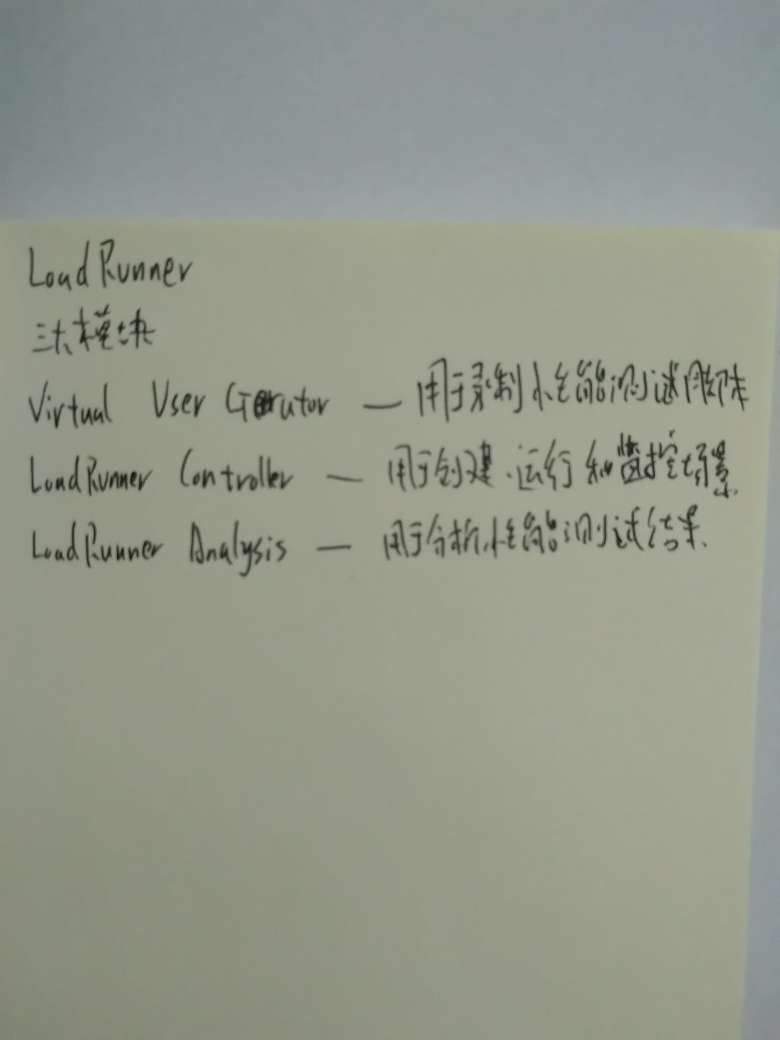 LoadRunner
三大模块
Virtual User — 用于录制性能测试脚本
LoadRunner Controller — 用于创建、运行和监控场景.
LoadRunner Analysis — 用于分析性能测试结果.